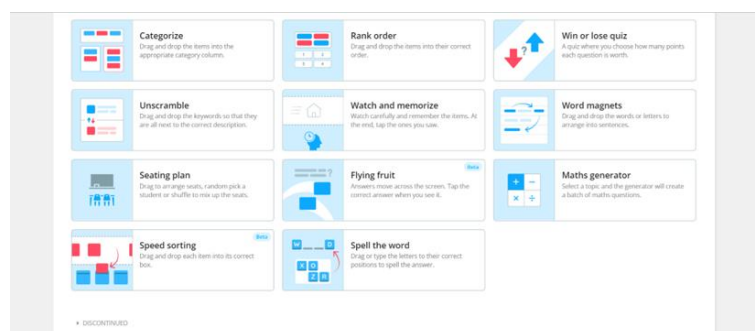 Categorize
Drag and drop the items into the
appropriate category column.
Rank order
Drag and drop the items into their correct
order.
Win or lose quiz
A quiz where you choose how many points
each question is worth.
Unscramble
Drag and drop the keywords so that they
are all next to the correct description.
Watch and memorize
Watch carefully and remember the items. At
the end, tap the ones you saw.
Word magnets
Drag and drop the words or letters to
arrange into sentences.
Seating plan
Drag to arrange seats, random pick a
student or shuffle to mix up the seats.
Beta
Flying fruit
Answers move across the screen. Tap the
correct answer when you see it.
Maths generator
Select a topic and the generator will create
a batch of maths questions.
Beta
Speed sorting
Drag and drop each item into its correct
box.
W _ _ D
X O
Z R
Spell the word
Drag or type the letters to their correct
positions to spell the answer.
DISCONTINUED